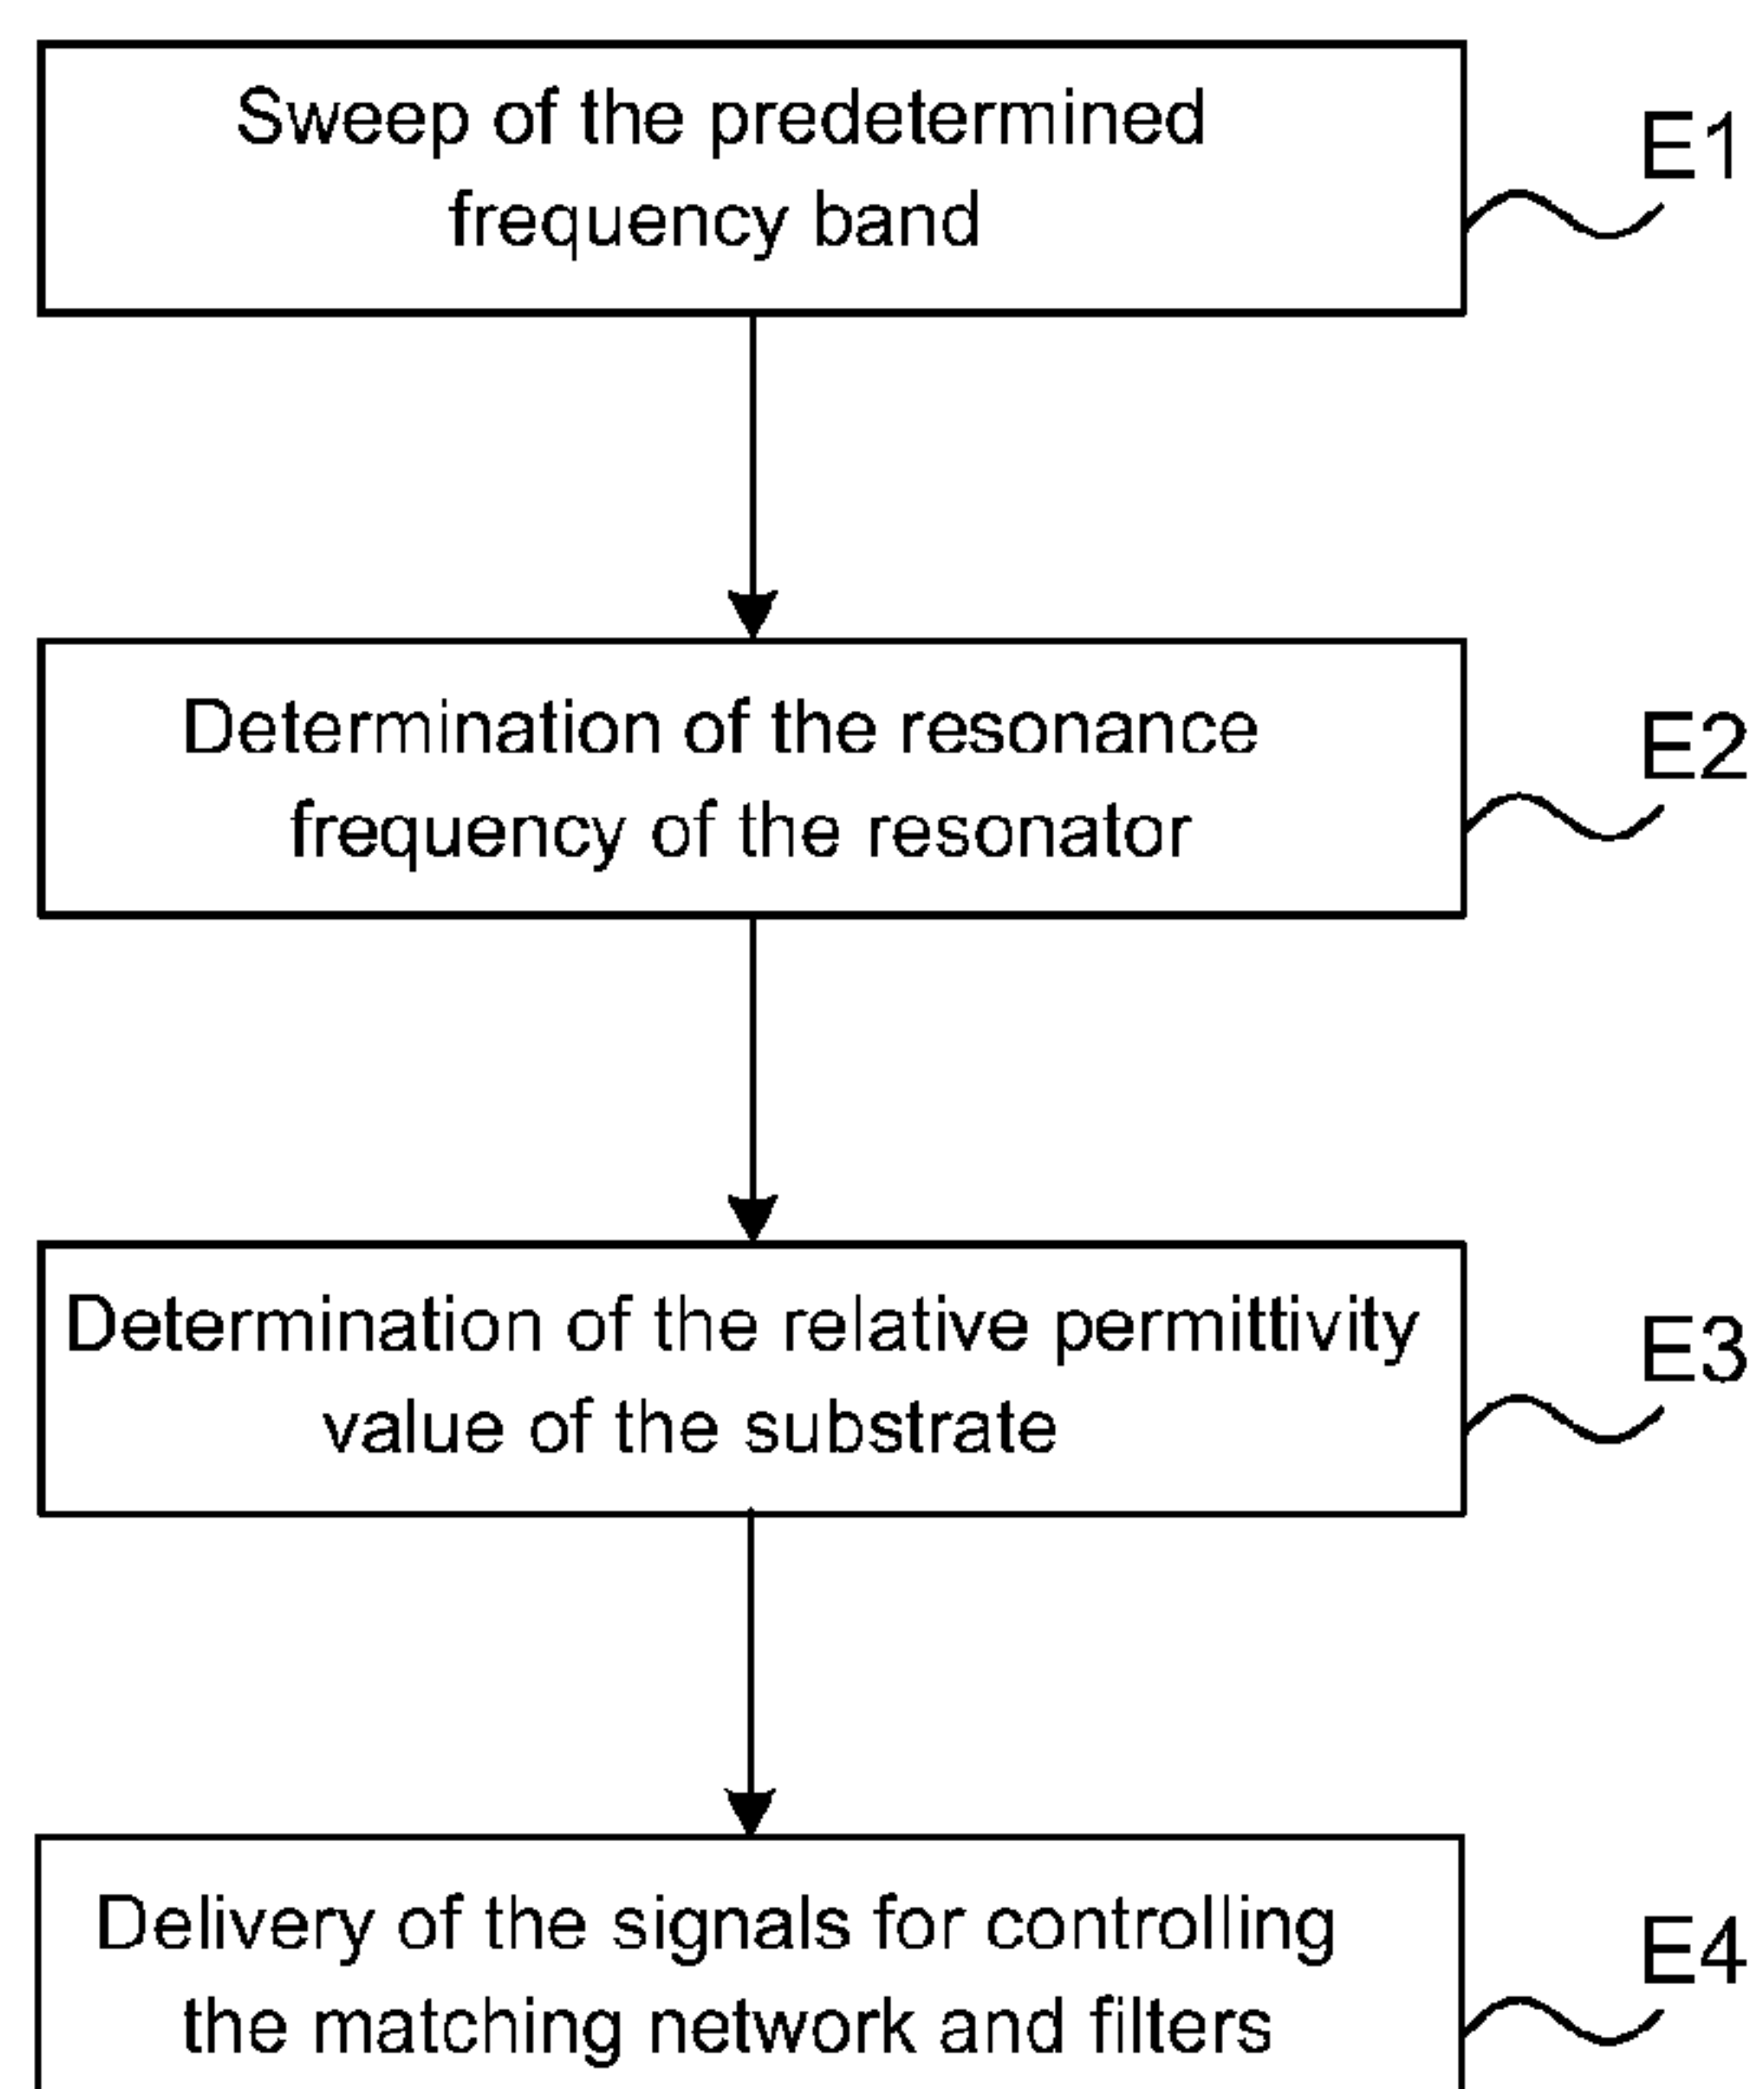 Sweep of the predetermined
frequency band
E1
Determination of the resonance
frequency of the resonator
E2
Determination of the relative permittivity
value of the substrate
E3
Delivery of the signals for controlling
the matching network and filters
E4